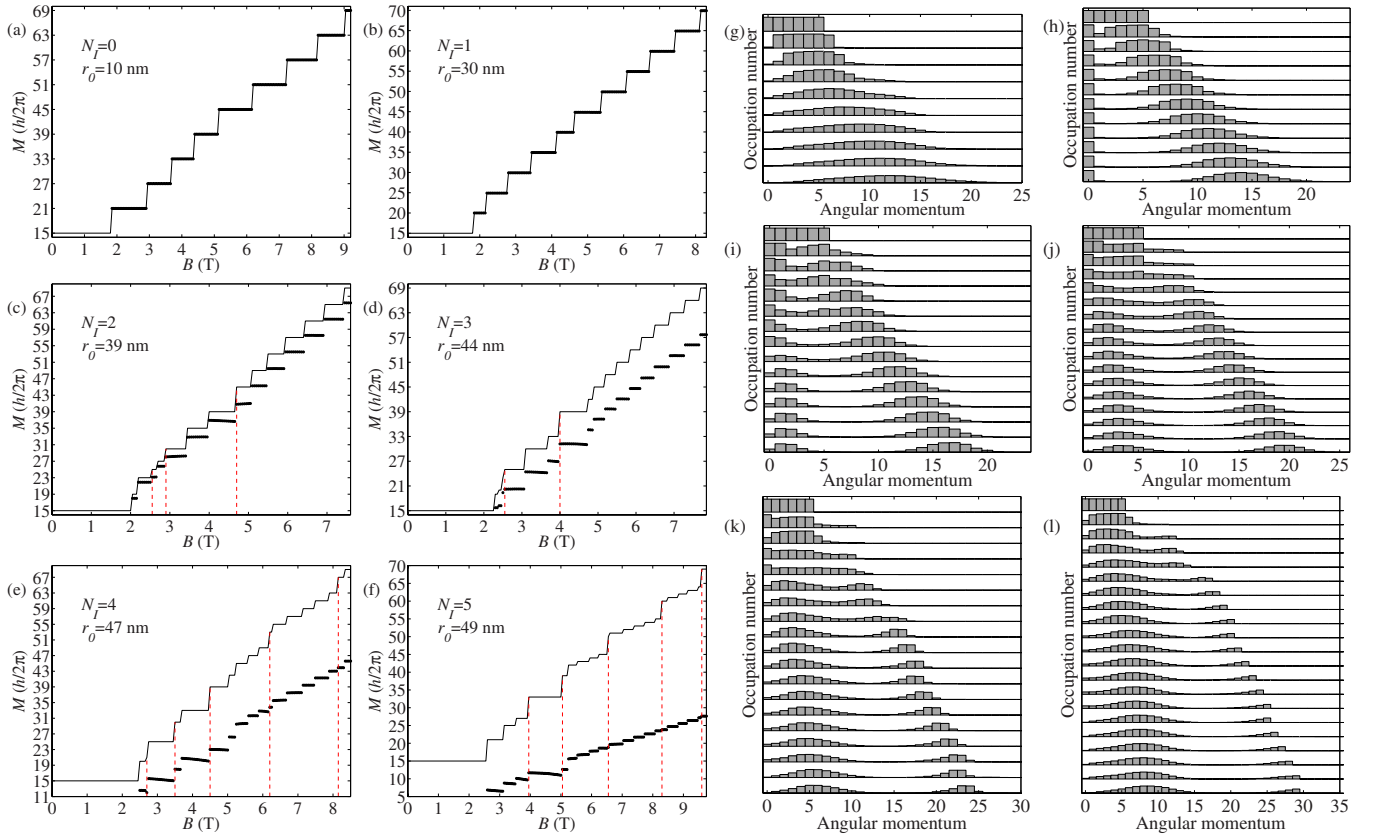 (a)
N_I=0
r_0=10 nm
M (h/2π)
69
63
57
51
45
39
33
27
21
15
0 1 2 3 4 5 6 7 8 9
B (T)
(b)
N_I=1
r_0=30 nm
M (h/2π)
70
65
60
55
50
45
40
35
30
25
20
15
0 1 2 3 4 5 6 7 8
B (T)
(c)
N_I=2
r_0=39 nm
M (h/2π)
67
63
59
55
51
47
43
39
35
31
27
23
19
15
0 1 2 3 4 5 6 7
B (T)
(d)
N_I=3
r_0=44 nm
M (h/2π)
69
63
57
51
45
39
33
27
21
15
0 1 2 3 4 5 6 7
B (T)
(e)
N_I=4
r_0=47 nm
M (h/2π)
67
63
59
55
51
47
43
39
35
31
27
23
19
15
11
0 1 2 3 4 5 6 7 8
B (T)
(f)
N_I=5
r_0=49 nm
M (h/2π)
70
65
60
55
50
45
40
35
30
25
20
15
10
5
0 1 2 3 4 5 6 7 8 9
B (T)
(g)
Occupation number
0 5 10 15 20 25
Angular momentum
(h)
Occupation number
0 5 10 15 20
Angular momentum
(i)
Occupation number
0 5 10 15 20
Angular momentum
(j)
Occupation number
0 5 10 15 20 25
Angular momentum
(k)
Occupation number
0 5 10 15 20 25 30
Angular momentum
(l)
Occupation number
0 5 10 15 20 25 30 35
Angular momentum